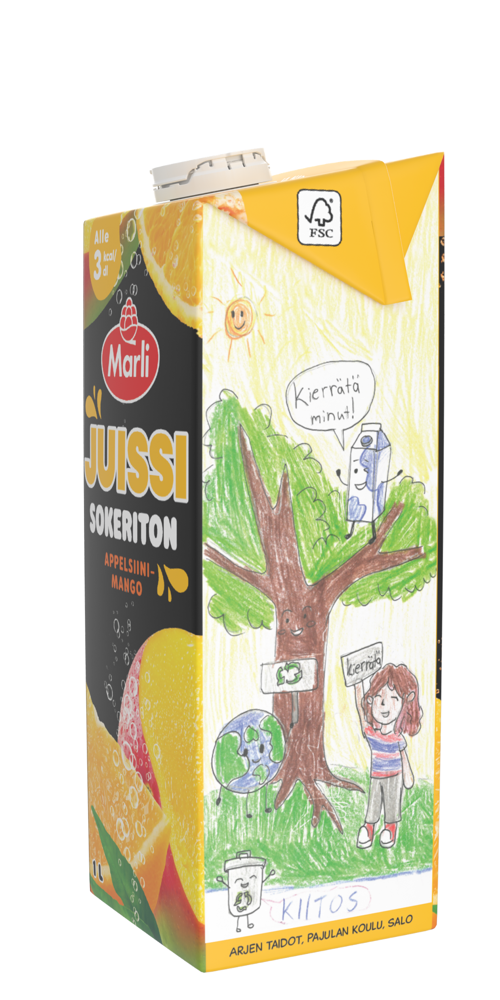 Alle
3 kcal/
dl
Marli
JUISSI
SOKERITON
APPELSIINI-
MANGO
1 L
FSC
®
Kierrätä
minut!
kierrätä
KIITOS
ARJEN TAIDOT, PAJULAN KOULU, SALO